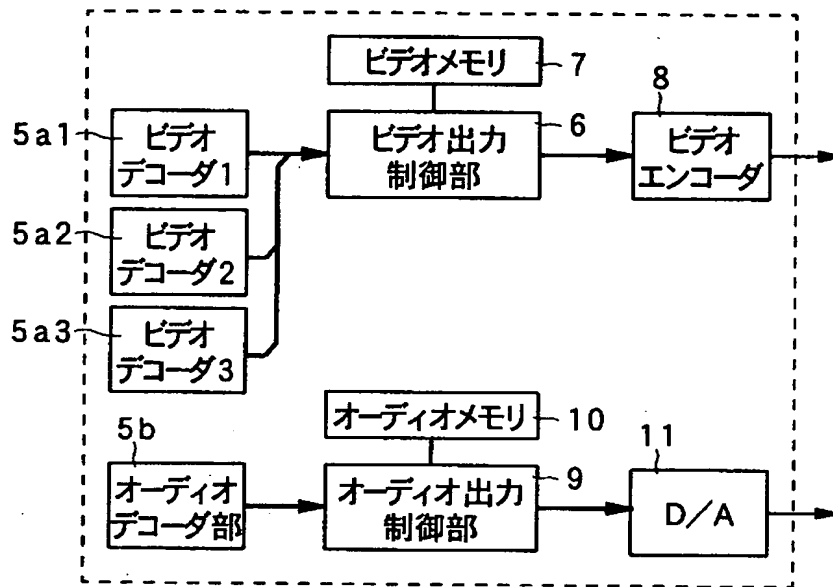 ビデオメモリ
7
5a1
ビデオ
デコーダ1
ビデオ出力
制御部
6
8
ビデオ
エンコーダ
5a2
ビデオ
デコーダ2
5a3
ビデオ
デコーダ3
オーディオメモリ
10
5b
オーディオ
デコーダ部
オーディオ出力
制御部
9
11
D/A